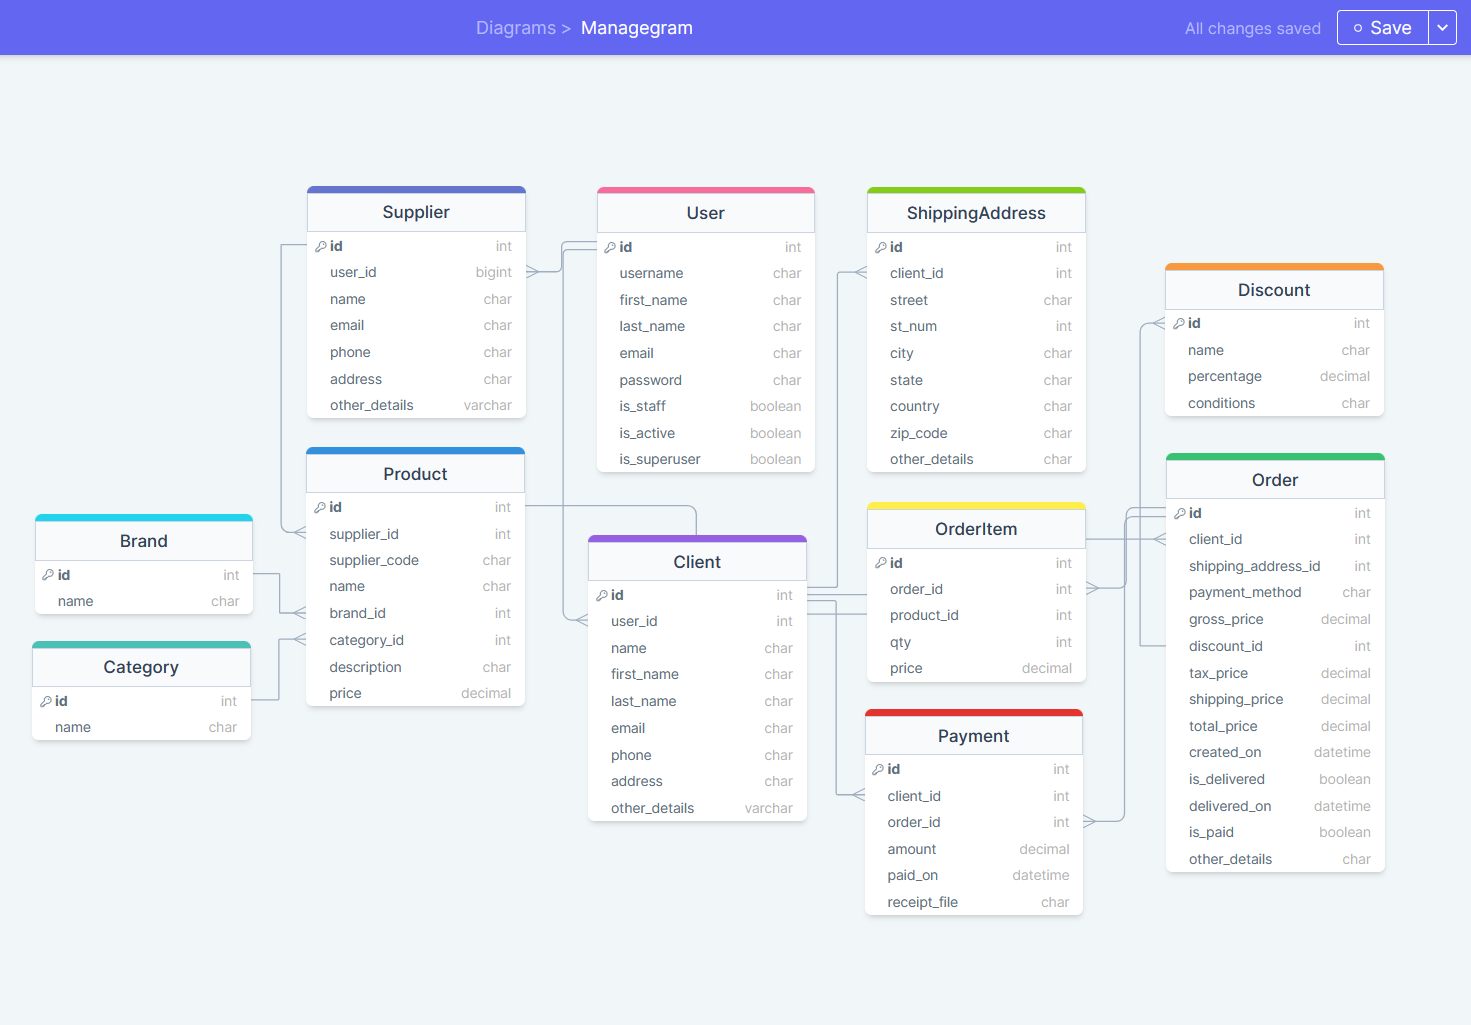 Diagrams > Managegram
All changes saved
Save
Supplier
id int
user_id bigint
name char
email char
phone char
address char
other_details varchar
User
id int
username char
first_name char
last_name char
email char
password char
is_staff boolean
is_active boolean
is_superuser boolean
ShippingAddress
id int
client_id int
street char
st_num int
city char
state char
country char
zip_code char
other_details char
Discount
id int
name char
percentage decimal
conditions char
Product
id int
supplier_id int
supplier_code char
name char
brand_id int
category_id int
description char
price decimal
Brand
id int
name char
Category
id int
name char
Client
id int
user_id int
name char
first_name char
last_name char
email char
phone char
address char
other_details varchar
OrderItem
id int
order_id int
product_id int
qty int
price decimal
Payment
id int
client_id int
order_id int
amount decimal
paid_on datetime
receipt_file char
Order
id int
client_id int
shipping_address_id int
payment_method char
gross_price decimal
discount_id int
tax_price decimal
shipping_price decimal
total_price decimal
created_on datetime
is_delivered boolean
delivered_on datetime
is_paid boolean
other_details char